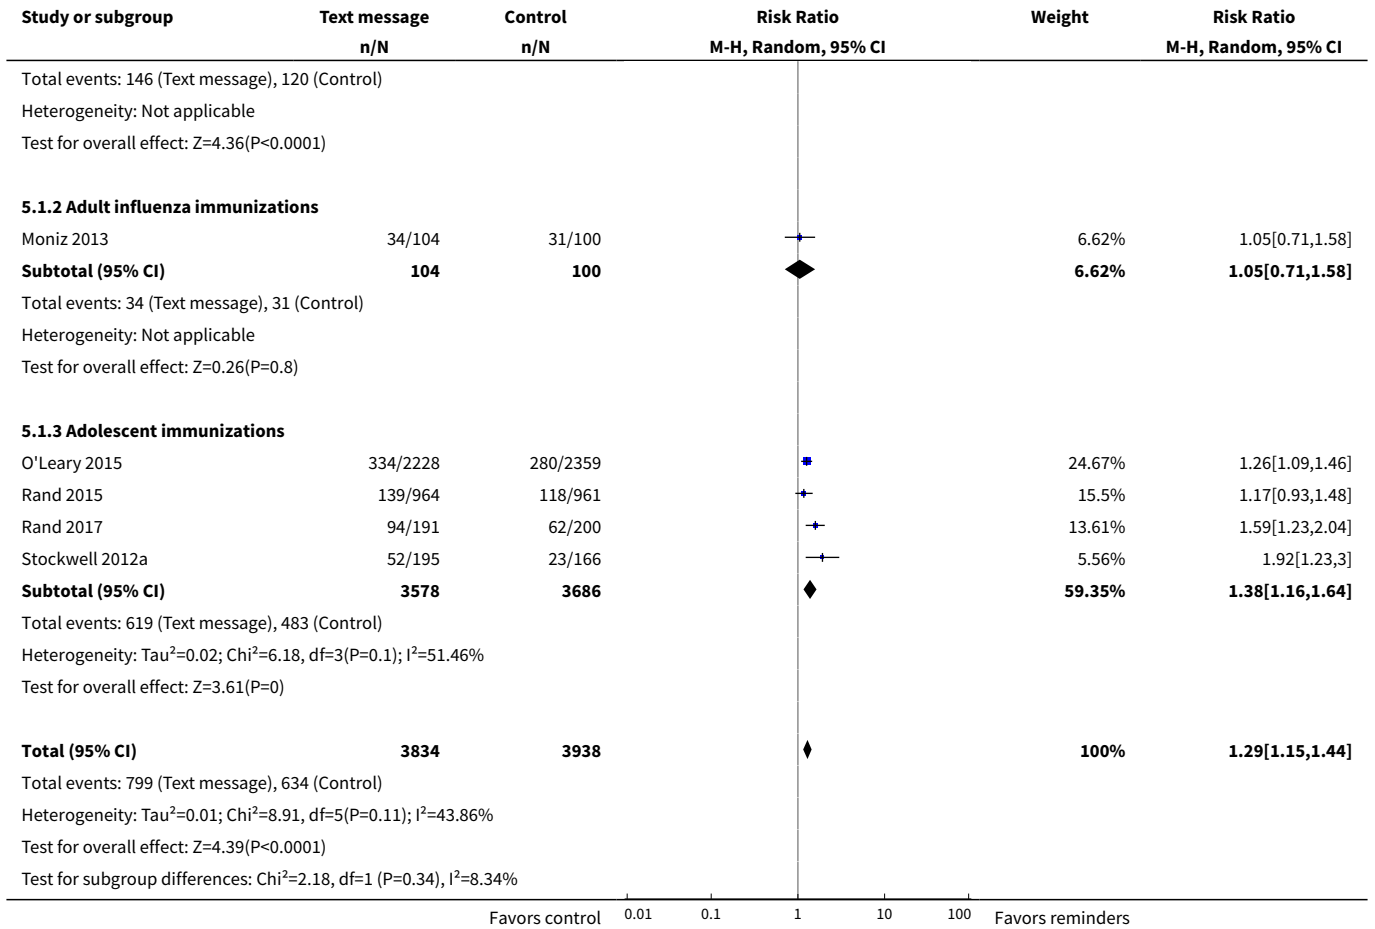 Study or subgroup Text message Control Risk Ratio Weight Risk Ratio
n/N n/N M-H, Random, 95% CI M-H, Random, 95% CI
Total events: 146 (Text message), 120 (Control)
Heterogeneity: Not applicable
Test for overall effect: Z=4.36(P<0.0001)
5.1.2 Adult influenza immunizations
Moniz 2013 34/104 31/100 6.62% 1.05[0.71,1.58]
Subtotal (95% CI) 104 100 6.62% 1.05[0.71,1.58]
Total events: 34 (Text message), 31 (Control)
Heterogeneity: Not applicable
Test for overall effect: Z=0.26(P=0.8)
5.1.3 Adolescent immunizations
O'Leary 2015 334/2228 280/2359 24.67% 1.26[1.09,1.46]
Rand 2015 139/964 118/961 15.5% 1.17[0.93,1.48]
Rand 2017 94/191 62/200 13.61% 1.59[1.23,2.04]
Stockwell 2012a 52/195 23/166 5.56% 1.92[1.23,3]
Subtotal (95% CI) 3578 3686 59.35% 1.38[1.16,1.64]
Total events: 619 (Text message), 483 (Control)
Heterogeneity: Tau²=0.02; Chi²=6.18, df=3(P=0.1); I²=51.46%
Test for overall effect: Z=3.61(P=0)
Total (95% CI) 3834 3938 100% 1.29[1.15,1.44]
Total events: 799 (Text message), 634 (Control)
Heterogeneity: Tau²=0.01; Chi²=8.91, df=5(P=0.11); I²=43.86%
Test for overall effect: Z=4.39(P<0.0001)
Test for subgroup differences: Chi²=2.18, df=1 (P=0.34), I²=8.34%
Favors control 0.01 0.1 1 10 100 Favors reminders